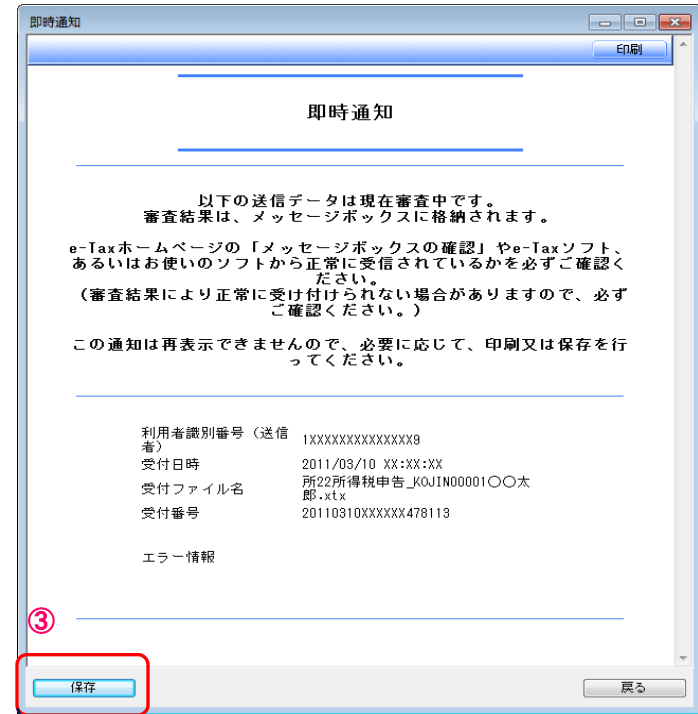 即時通知
印刷
即時通知
以下の送信データは現在審査中です。
審査結果は、メッセージボックスに格納されます。
e-Taxホームページの「メッセージボックスの確認」やe-Taxソフト、
あるいはお使いのソフトから正常に受信されているかを必ずご確認く
ださい。
（審査結果により正常に受け付けられない場合がありますので、必ず
ご確認ください。）
この通知は再表示できませんので、必要に応じて、印刷又は保存を行
ってください。
利用者識別番号（送信
者）
1XXXXXXXXXXXXXX9
受付日時 2011/03/10 XX:XX:XX
受付ファイル名 所22所得税申告_KOJIN00001〇〇太
郎.xtx
受付番号 20110310XXXXXX478113
エラー情報
③
保存
戻る